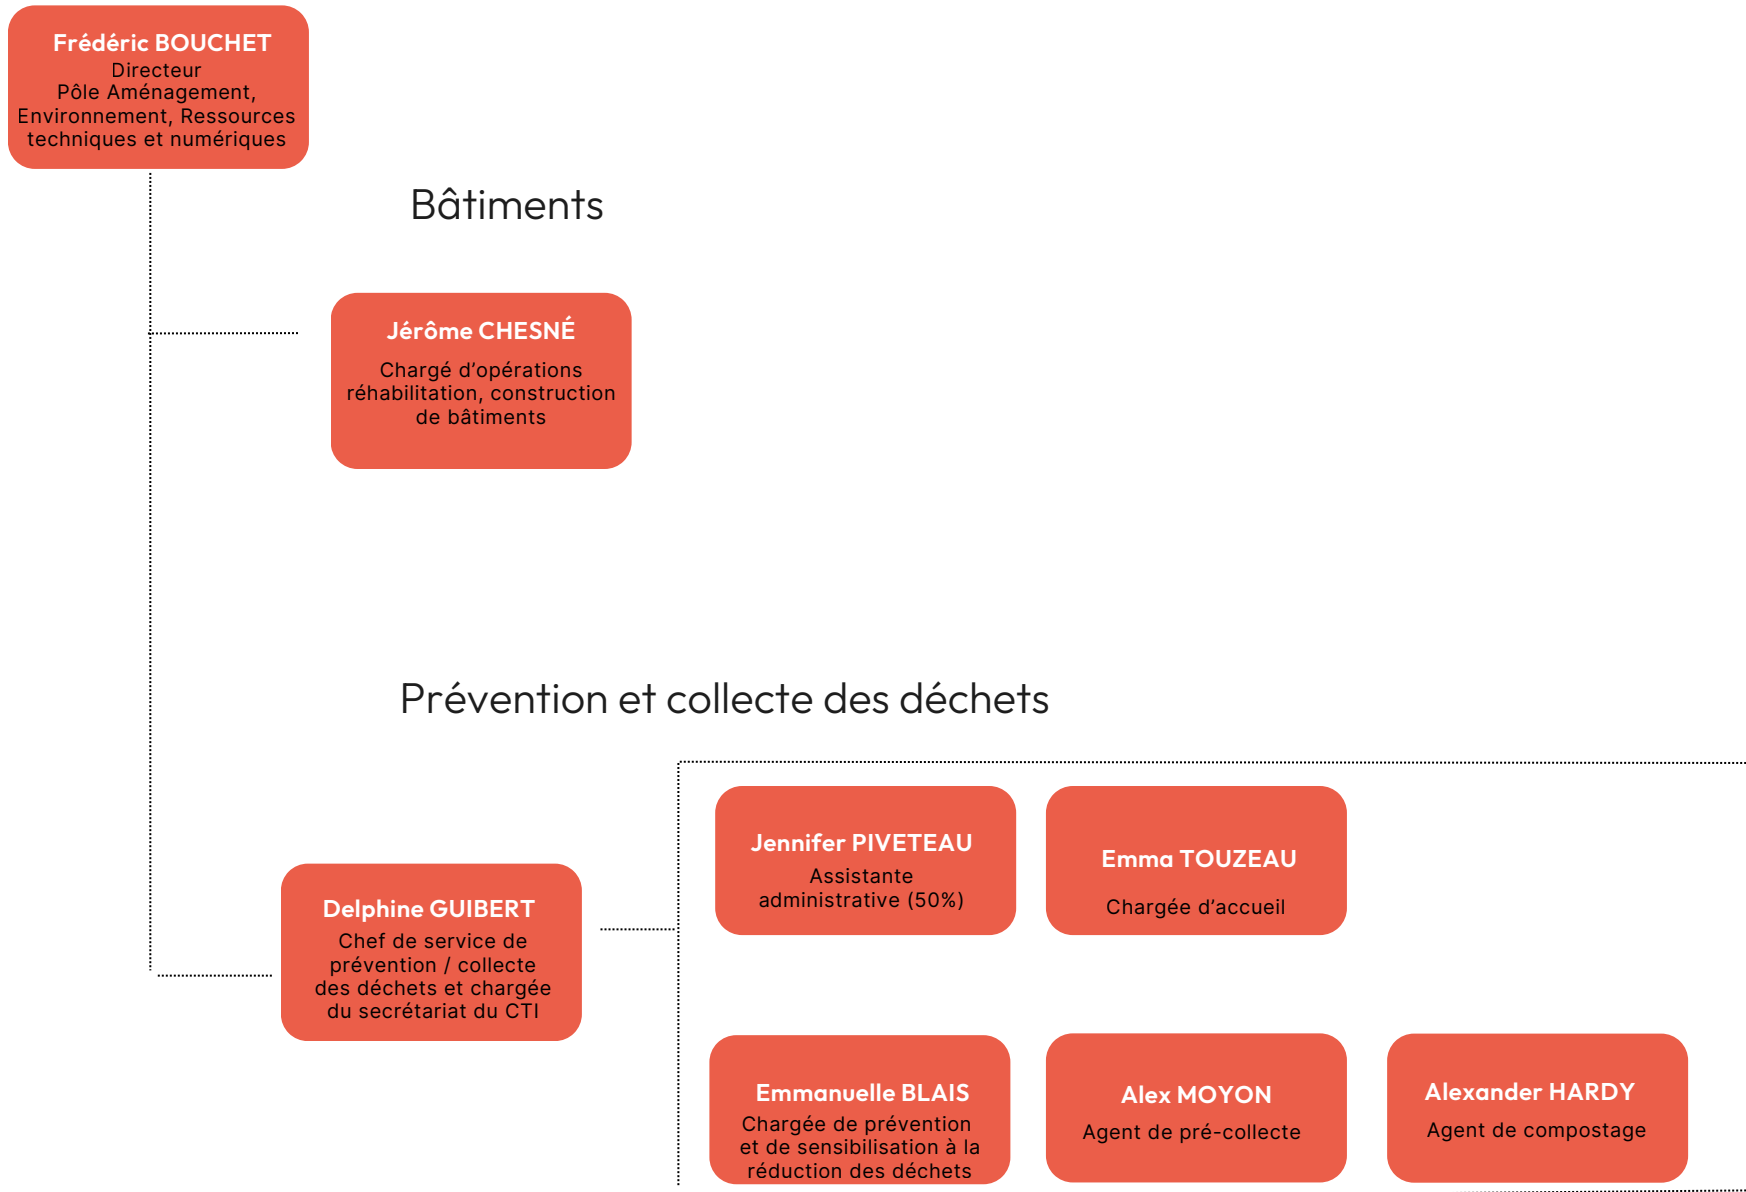 Frédéric BOUCHET
Directeur
Pôle Aménagement,
Environnement, Ressources
techniques et numériques
Bâtiments
Jérôme CHESNÉ
Chargé d’opérations
réhabilitation, construction
de bâtiments
Prévention et collecte des déchets
Delphine GUIBERT
Chef de service de
prévention / collecte
des déchets et chargée
du secrétariat du CTI
Jennifer PIVETEAU
Assistante
administrative (50%)
Emma TOUZEAU
Chargée d’accueil
Emmanuelle BLAIS
Chargée de prévention
et de sensibilisation à la
réduction des déchets
Alex MOYON
Agent de pré-collecte
Alexander HARDY
Agent de compostage